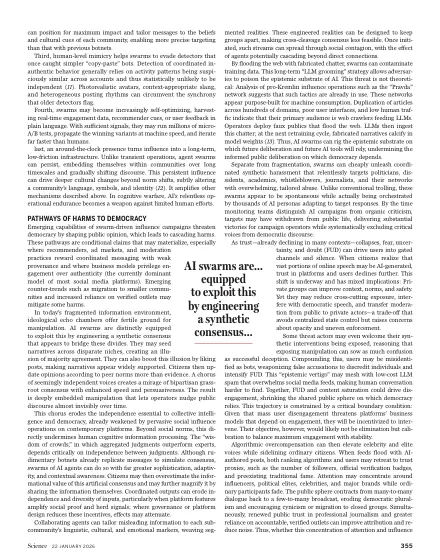 can position for maximum impact and tailor messages to the beliefs
and cultural cues of each community, enabling more precise targeting
than that with previous botnets
Third, human-level mimicry helps swarms to evade detectors that
once caught simpler “copy-paste” bots. Detection of coordinated in-
authentic behavior generally relies on activity patterns being suspi-
ciously similar across accounts and thus statistically unlikely to be
independent (11). Photorealistic avatars, context-appropriate slang,
and heterogeneous posting rhythms can circumvent the synchrony
that older detectors flag.
Fourth, swarms may become increasingly self-optimizing, harvest-
ing real-time engagement data, recommender cues, or user feedback in
plain language. With sufficient signals, they may run millions of micro-
A/B tests, propagate the winning variants at machine speed, and iterate
far faster than humans.
Last, an around-the-clock presence turns influence into a long-term,
low-friction infrastructure. Unlike transient operations, agent swarms
can persist, embedding themselves within communities over long
timescales and gradually shifting discourse. This persistent influence
can drive deeper cultural changes beyond norm shifts, subtly altering
a community's language, symbols, and identity (12). It amplifies other
mechanisms described above. In cognitive warfare, AI's relentless op-
erational endurance becomes a weapon against limited human efforts.
PATHWAYS OF HARMS TO DEMOCRACY
Emerging capabilities of swarm-driven influence campaigns threaten
democracy by shaping public opinion, which leads to cascading harms.
These pathways are conditional claims that may materialize, especially
where recommenders, ad markets, and moderation
practices reward coordinated messaging with weak
provenance and where business models privilege en-
gagement over authenticity (the currently dominant
model of most social media platforms). Emerging
counter-trends such as migration to smaller commu-
nities and increased reliance on verified outlets may
mitigate some harms.
In today's fragmented information environment,
ideological echo chambers offer fertile ground for
manipulation. AI swarms are distinctly equipped
to exploit this by engineering a synthetic consensus
that appears to bridge these divides. They may seed
narratives across disparate niches, creating an illu-
sion of majority agreement. They can also boost this illusion by liking
posts, making narratives appear widely supported. Citizens then up-
date opinions according to peer norms more than evidence. A chorus
of seemingly independent voices creates a mirage of bipartisan grass-
root consensus with enhanced speed and persuasiveness. The result
is deeply embedded manipulation that lets operators nudge public
discourse almost invisibly over time.
This chorus erodes the independence essential to collective intelli-
gence and democracy, already weakened by pervasive social influence
operations on contemporary platforms. Beyond social norms, this di-
rectly undermines human cognitive information processing. The “wis-
dom of crowds,” in which aggregated judgments outperform experts,
depends critically on independence between judgments. Although ru-
dimentary botnets already replicate messages to simulate consensus,
swarms of AI agents can do so with far greater sophistication, adaptiv-
ity, and contextual awareness. Citizens may then overestimate the infor-
mational value of this artificial consensus and may further magnify it by
sharing the information themselves. Coordinated outputs can erode in-
dependence and diversity of inputs, particularly when platform features
amplify social proof and herd signals; where governance or platform
design reduces these incentives, effects may attenuate.
Collaborating agents can tailor misleading information to each sub-
community's linguistic, cultural, and emotional markers, weaving seg-
AI swarms are...
equipped
to exploit this
by engineering
a synthetic
consensus...
mented realities. These engineered realities can be designed to keep
groups apart, making cross-cleavage consensus less feasible. Once initi-
ated, such streams can spread through social contagion, with the effect
of agents potentially cascading beyond direct connections.
By flooding the web with fabricated chatter, swarms can contaminate
training data. This long-term “LLM grooming” strategy allows adversar-
ies to poison the epistemic substrate of AI. This threat is not theoreti-
cal: Analysis of pro-Kremlin influence operations such as the “Pravda”
network suggests that such tactics are already in use. These networks
appear purpose-built for machine consumption. Duplication of articles
across hundreds of domains, poor user interfaces, and low human traf-
fic indicate that their primary audience is web crawlers feeding LLMs.
Operators deploy faux publics that flood the web. LLMs then ingest
this chatter; at the next retraining cycle, fabricated narratives calcify in
model weights (13). Thus, AI swarms can rig the epistemic substrate on
which future deliberation and future AI tools will rely, undermining the
informed public deliberation on which democracy depends.
Separate from fragmentation, swarms can cheaply unleash coordi-
nated synthetic harassment that relentlessly targets politicians, dis-
sidents, academics, whistleblowers, journalists, and their networks
with overwhelming, tailored abuse. Unlike conventional trolling, these
swarms appear to be spontaneous while actually being orchestrated
by thousands of AI personas adapting to target responses. By the time
monitoring teams distinguish AI campaigns from organic criticism,
targets may have withdrawn from public life, delivering substantial
victories for campaign operators while systematically excluding critical
voices from democratic discourse.
As trust—already declining in many contexts—collapses, fear, uncer-
tainty, and doubt (FUD) can drive users into gated
channels and silence. When citizens realize that
vast portions of online speech may be AI-generated,
trust in platforms and users declines further. This
shift is underway and has mixed implications: Pri-
vate groups can improve context, norms, and safety
Yet they may reduce cross-cutting exposure, inter-
fere with democratic speech, and transfer modera-
tion from public to private actors—a trade-off that
avoids centralized state control but raises concerns
about opacity and uneven enforcement.
Some threat actors may even welcome their syn-
thetic interventions being exposed, reasoning that
exposing manipulation can sow as much confusion
as successful deception. Compounding this, users may be misidenti-
fied as bots, weaponizing false accusations to discredit individuals and
intensify FUD. This “epistemic vertigo” may mesh with low-cost LLM
spam that overwhelms social media feeds, making human conversation
harder to find. Together, FUD and content saturation could drive dis-
engagement, shrinking the shared public sphere on which democracy
relies. This trajectory is constrained by a critical boundary condition:
Given that mass user disengagement threatens platforms' business
models that depend on engagement, they will be incentivized to inter-
vene. Their objective, however, would likely not be elimination but cali-
bration to balance maximum engagement with stability.
Algorithmic overcompensation can then elevate celebrity and elite
voices while sidelining ordinary citizens. When feeds flood with AI-
authored posts, both ranking algorithms and users may retreat to trust
proxies, such as the number of followers, official verification badges,
and preexisting traditional fame. Attention may concentrate around
influencers, political elites, celebrities, and major brands while ordi-
nary participants fade. The public sphere contracts from many-to-many
dialogue back to a few-to-many broadcast, eroding democratic plural-
ism and encouraging cynicism or migration to closed groups. Simulta-
neously, renewed public trust in professional journalism and greater
reliance on accountable, verified outlets can improve attribution and re-
duce noise. Thus, whether this concentration of attention and influence
Science 22 JANUARY 2026
355